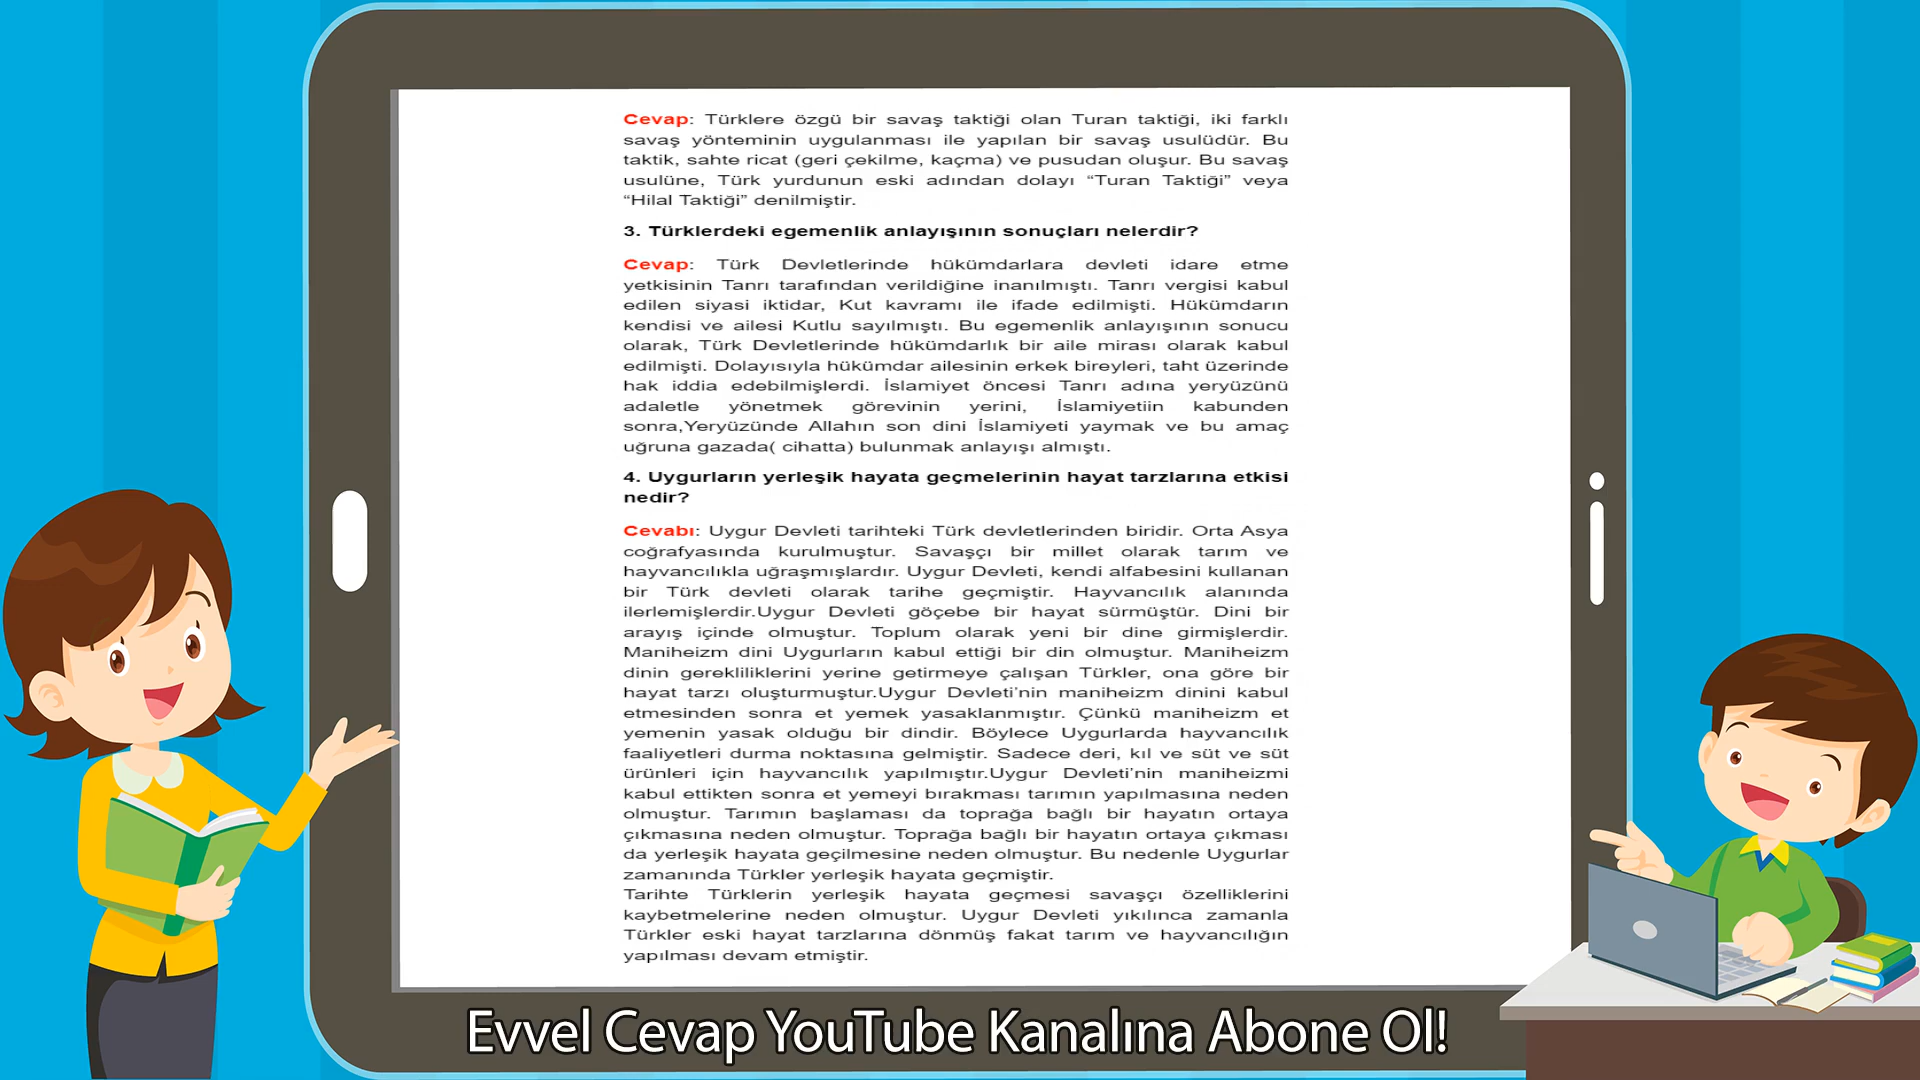 Cevap: Türklere özgü bir savaş taktiği olan Turan taktiği, iki farklı
savaş yönteminin uygulanması ile yapılan bir savaş usulüdür. Bu
taktik, sahte ricat (geri çekilme, kaçma) ve pusudan oluşur. Bu savaş
usulüne, Türk yurdunun eski adından dolayı “Turan Taktiği” veya
“Hilal Taktiği” denilmiştir.
3. Türklerdeki egemenlik anlayışının sonuçları nelerdir?
Cevap: Türk Devletlerinde hükümdarlara devleti idare etme
yetkisinin Tanrı tarafından verildiğine inanılmıştı. Tanrı vergisi kabul
edilen siyasi iktidar, Kut kavramı ile ifade edilmişti. Hükümdarın
kendisi ve ailesi Kutlu sayılmıştı. Bu egemenlik anlayışının sonucu
olarak, Türk Devletlerinde hükümdarlık bir aile mirası olarak kabul
edilmişti. Dolayısıyla hükümdar ailesinin erkek bireyleri, taht üzerinde
hak iddia edebilmişlerdi. İslamiyet öncesi Tanrı adına yeryüzünü
adaletle yönetmek görevinin yerini, İslamiyetiin kabunden
sonra,Yeryüzünde Allahın son dini İslamiyeti yaymak ve bu amaç
uğruna gazada( cihatta) bulunmak anlayışı almıştı.
4. Uygurların yerleşik hayata geçmelerinin hayat tarzlarına etkisi
nedir?
Cevabı: Uygur Devleti tarihteki Türk devletlerinden biridir. Orta Asya
coğrafyasında kurulmuştur. Savaşçı bir millet olarak tarım ve
hayvancılıkla uğraşmışlardır. Uygur Devleti, kendi alfabesini kullanan
bir Türk devleti olarak tarihe geçmiştir. Hayvancılık alanında
ilerlemişlerdir.Uygur Devleti göçebe bir hayat sürmüştür. Dini bir
arayış içinde olmuştur. Toplum olarak yeni bir dine girmişlerdir.
Maniheizm dini Uygurların kabul ettiği bir din olmuştur. Maniheizm
dinin gerekliliklerini yerine getirmeye çalışan Türkler, ona göre bir
hayat tarzı oluşturmuştur.Uygur Devleti’nin maniheizm dinini kabul
etmesinden sonra et yemek yasaklanmıştır. Çünkü maniheizm et
yemenin yasak olduğu bir dindir. Böylece Uygurlarda hayvancılık
faaliyetleri durma noktasına gelmiştir. Sadece deri, kıl ve süt ve süt
ürünleri için hayvancılık yapılmıştır.Uygur Devleti’nin maniheizmi
kabul ettikten sonra et yemeyi bırakması tarımın yapılmasına neden
olmuştur. Tarımın başlaması da toprağa bağlı bir hayatın ortaya
çıkmasına neden olmuştur. Toprağa bağlı bir hayatın ortaya çıkması
da yerleşik hayata geçilmesine neden olmuştur. Bu nedenle Uygurlar
zamanında Türkler yerleşik hayata geçmiştir.
Tarihte Türklerin yerleşik hayata geçmesi savaşçı özelliklerini
kaybetmelerine neden olmuştur. Uygur Devleti yıkılınca zamanla
Türkler eski hayat tarzlarına dönmüş fakat tarım ve hayvancılığın
yapılması devam etmiştir.
Evvel Cevap YouTube Kanalına Abone Ol!